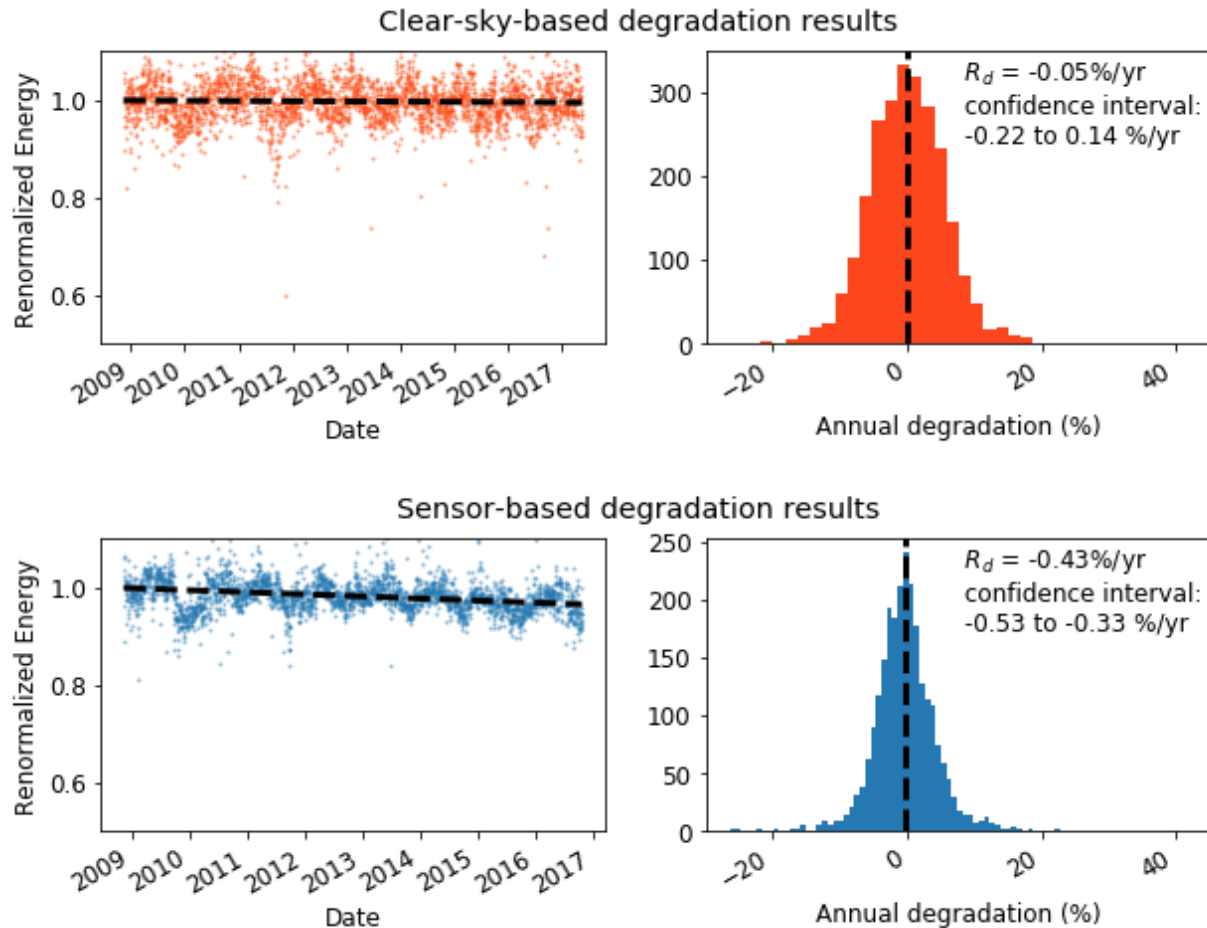 Clear-sky-based degradation results
Renormalized Energy
1.0
0.8
0.6
2009 2010 2011 2012 2013 2014 2015 2016 2017
Date
300
200
100
0
R_d = -0.05%/yr
confidence interval:
-0.22 to 0.14 %/yr
−20 0 20 40
Annual degradation (%)
Sensor-based degradation results
Renormalized Energy
1.0
0.8
0.6
2009 2010 2011 2012 2013 2014 2015 2016 2017
Date
250
200
150
100
50
0
R_d = -0.43%/yr
confidence interval:
-0.53 to -0.33 %/yr
−20 0 20 40
Annual degradation (%)